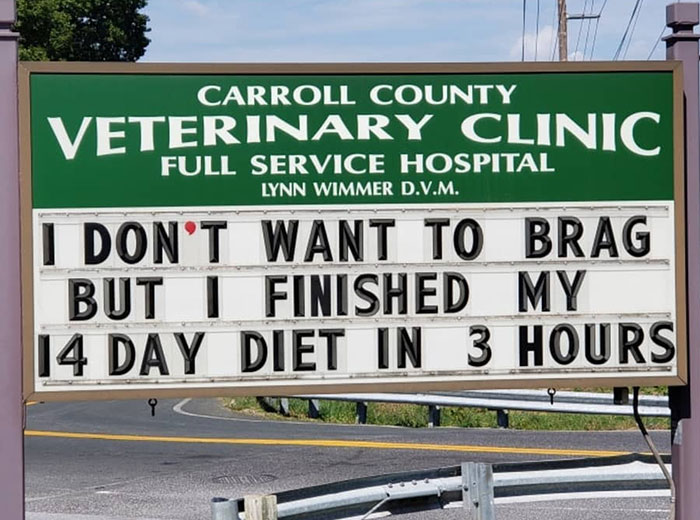 CARROLL COUNTY
VETERINARY CLINIC
FULL SERVICE HOSPITAL
LYNN WIMMER D.V.M.
I DON'T WANT TO BRAG
BUT I FINISHED MY
14 DAY DIET IN 3 HOURS